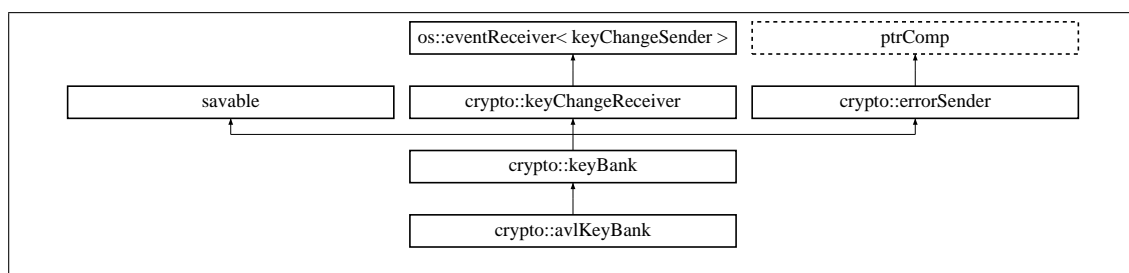 os::eventReceiver< keyChangeSender >
ptrComp
savable
crypto::keyChangeReceiver
crypto::errorSender
crypto::keyBank
crypto::avlKeyBank